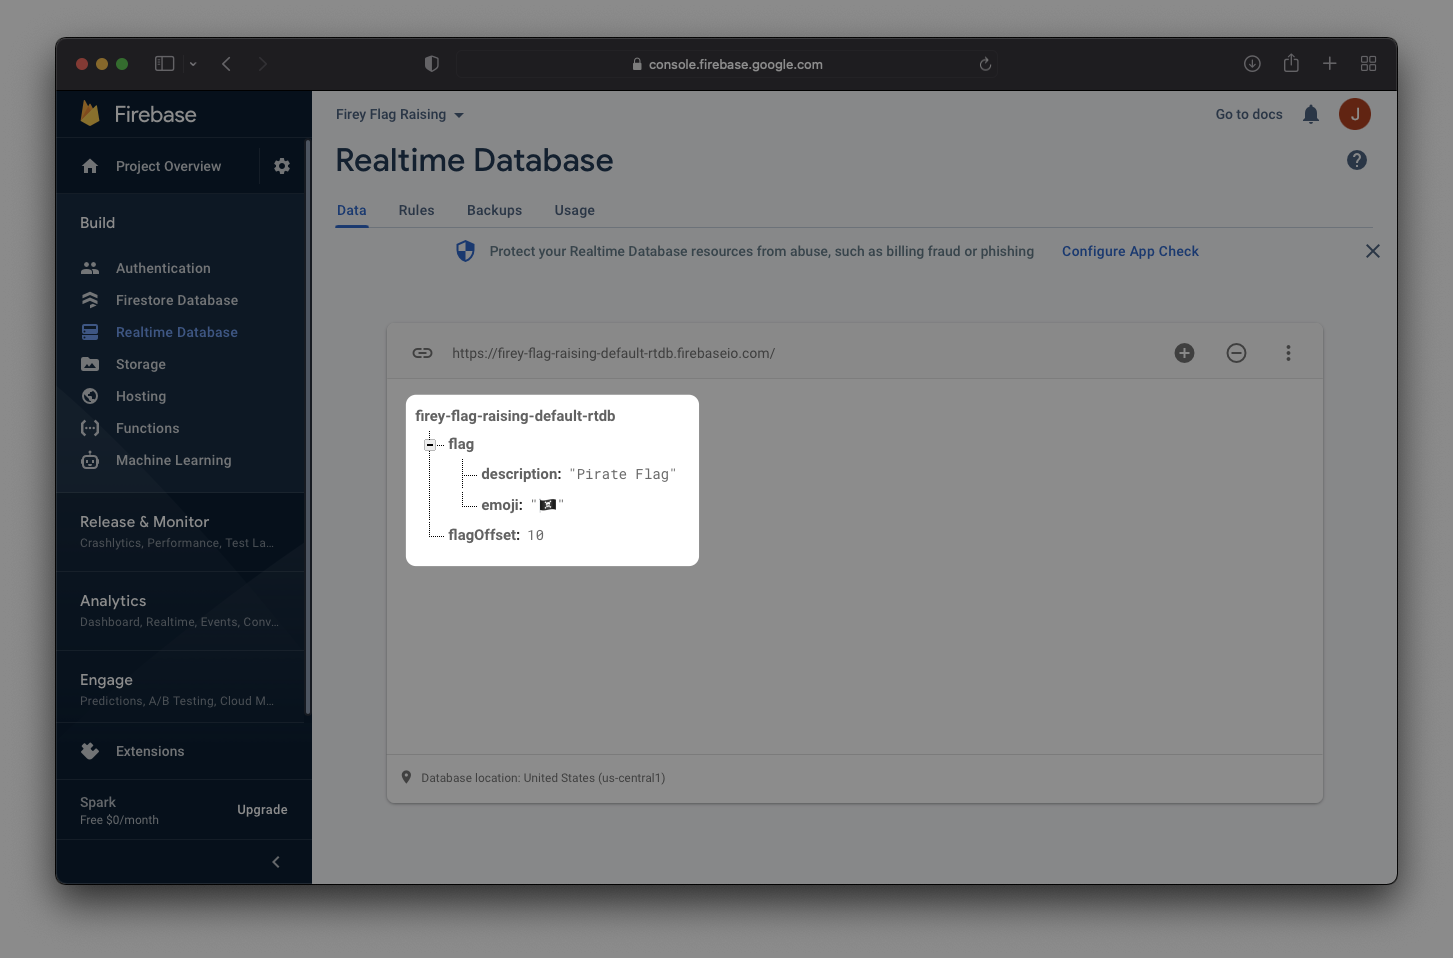 console.firebase.google.com
Firebase
Project Overview
Build
Authentication
Firestore Database
Realtime Database
Storage
Hosting
Functions
Machine Learning
Release & Monitor
Crashlytics, Performance, Test La...
Analytics
Dashboard, Realtime, Events, Conv...
Engage
Predictions, A/B Testing, Cloud M...
Extensions
Spark
Free $0/month
Upgrade
Firey Flag Raising
Go to docs
J
Realtime Database
Data Rules Backups Usage
Protect your Realtime Database resources from abuse, such as billing fraud or phishing Configure App Check
https://firey-flag-raising-default-rtdb.firebaseio.com/
firey-flag-raising-default-rtdb
flag
description: "Pirate Flag"
emoji: "🏴‍☠️"
flagOffset: 10
Database location: United States (us-central1)